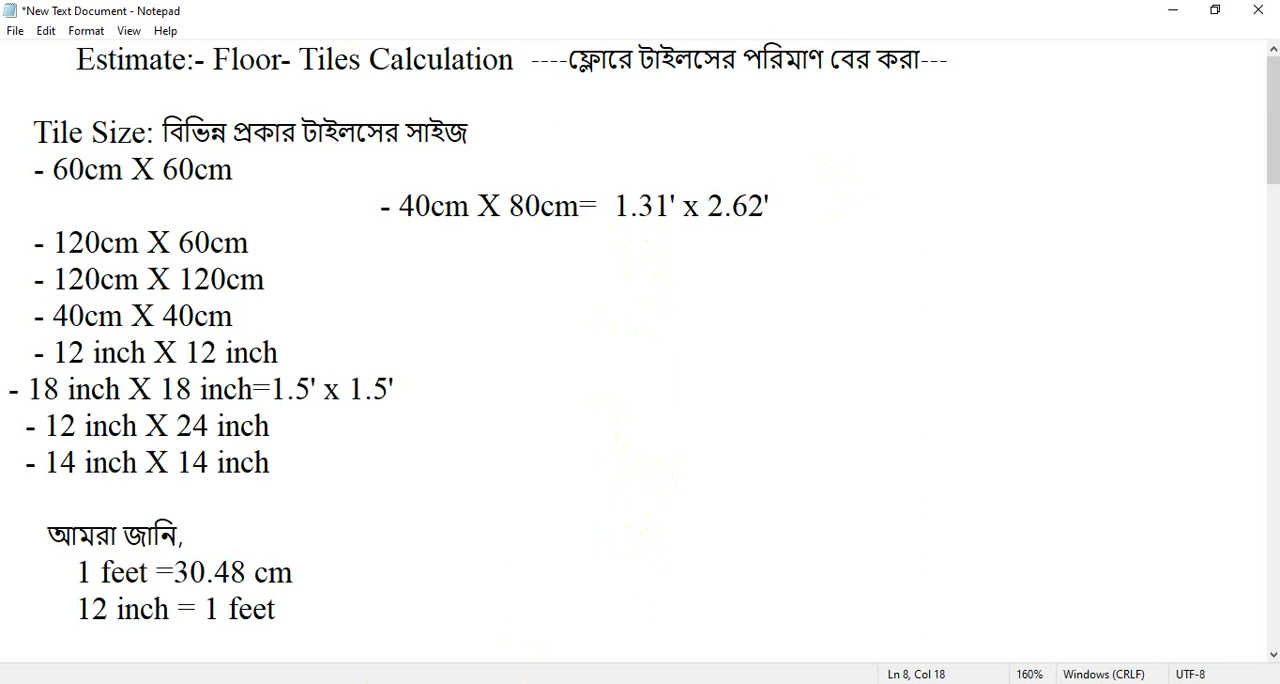 *New Text Document - Notepad
File Edit Format View Help
Estimate:- Floor- Tiles Calculation ----ফ্লোরে টাইলসের পরিমাণ বের করা---
Tile Size: বিভিন্ন প্রকার টাইলসের সাইজ
- 60cm X 60cm
- 40cm X 80cm= 1.31' x 2.62'
- 120cm X 60cm
- 120cm X 120cm
- 40cm X 40cm
- 12 inch X 12 inch
- 18 inch X 18 inch=1.5' x 1.5'
- 12 inch X 24 inch
- 14 inch X 14 inch
আমরা জানি,
1 feet =30.48 cm
12 inch = 1 feet
Ln 8, Col 18 160% Windows (CRLF) UTF-8